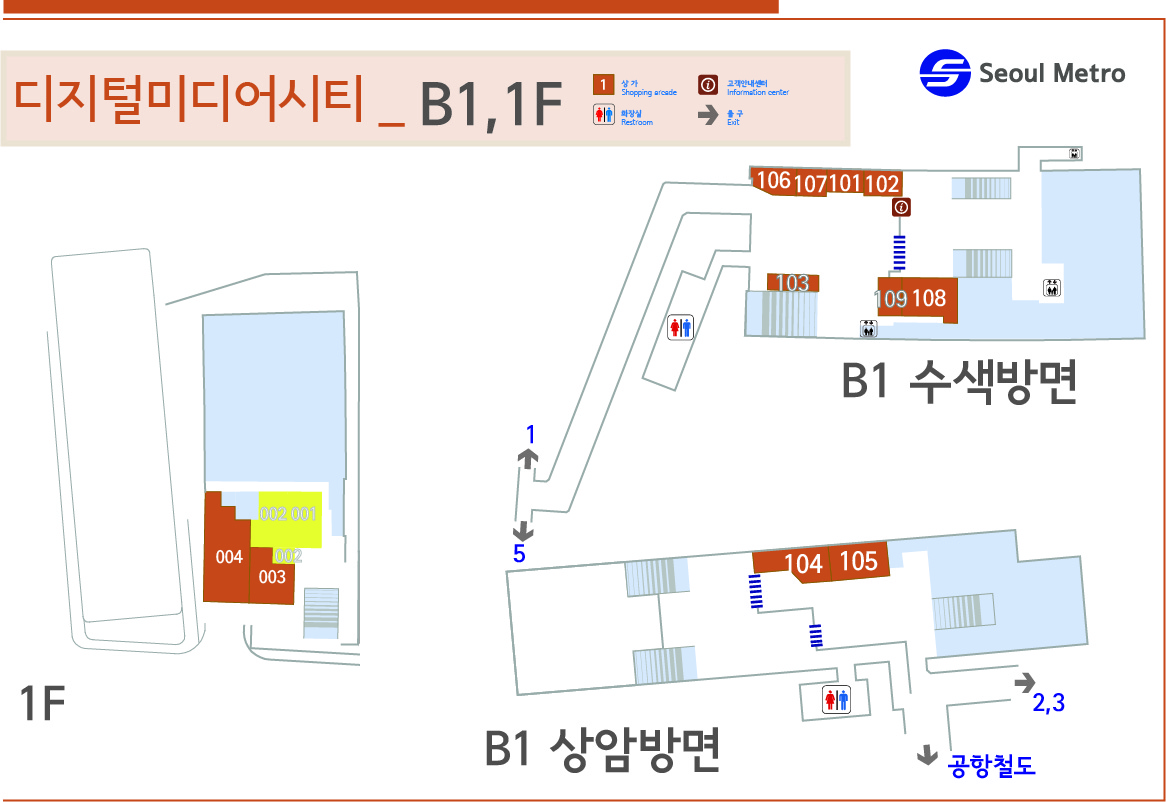 디지털미디어시티 _ B1,1F
1 상 가
Shopping arcade
고객안내센터
Information center
화장실
Restroom
출 구
Exit
Seoul Metro
106 107 101 102
103
109 108
B1 수색방면
1
5
002 001
004
002
003
1F
104 105
2,3
B1 상암방면
공항철도